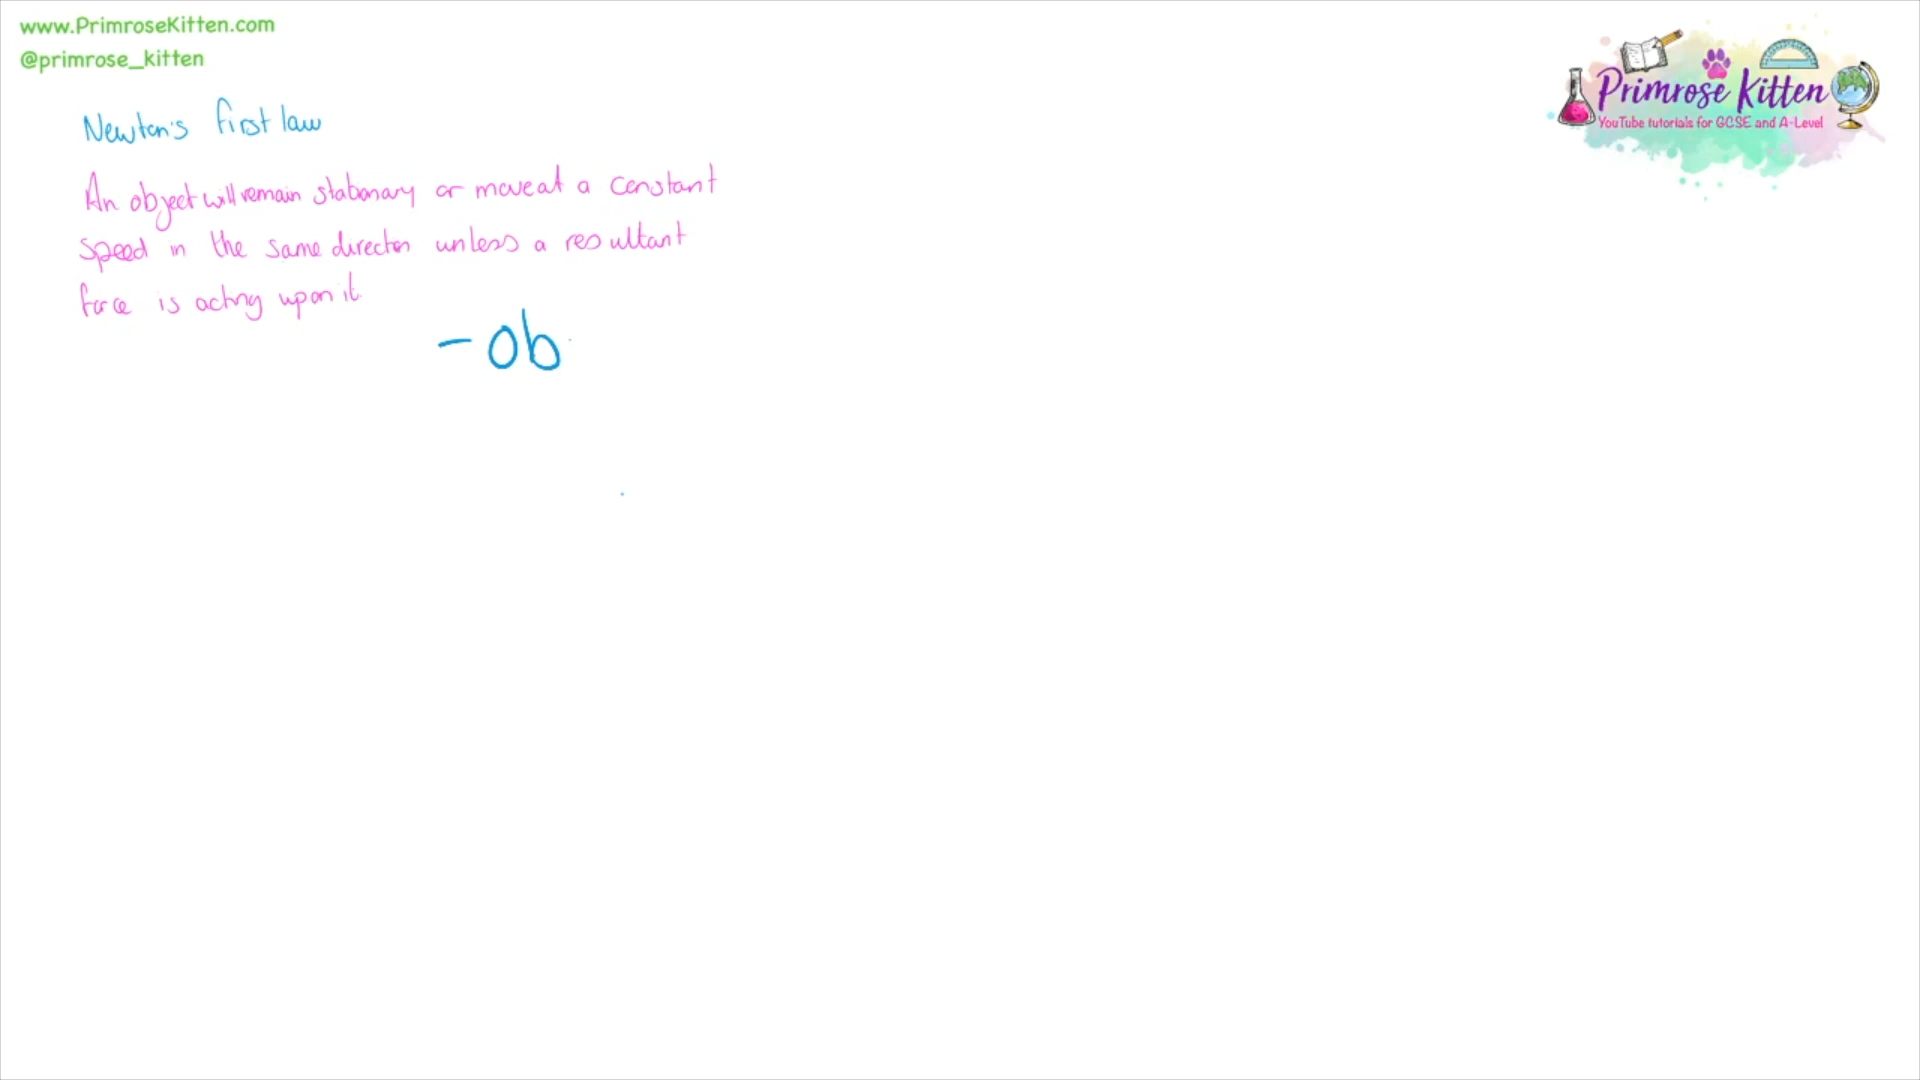 www.PrimroseKitten.com
@primrose_kitten
Primrose Kitten
YouTube tutorials for GCSE and A-Level
Newton's first law
An object will remain stationary or move at a constant
speed in the same direction unless a resultant
force is acting upon it.
- ob